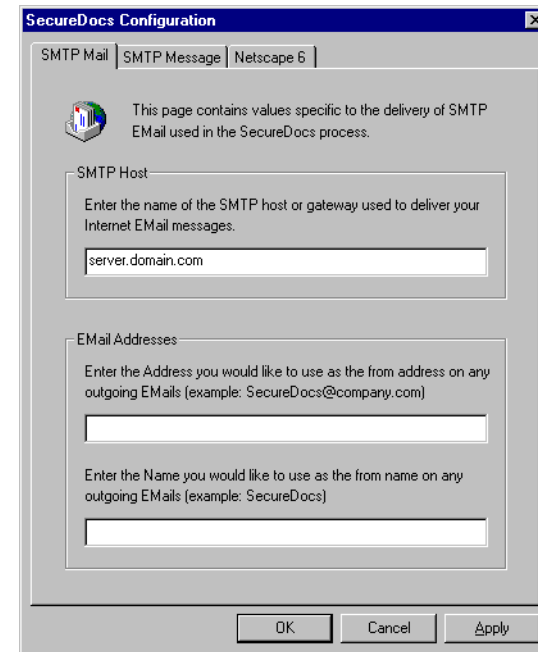 SecureDocs Configuration
SMTP Mail
SMTP Message
Netscape 6
This page contains values specific to the delivery of SMTP
EMail used in the SecureDocs process.
SMTP Host
Enter the name of the SMTP host or gateway used to deliver your
Internet EMail messages.
server.domain.com
EMail Addresses
Enter the Address you would like to use as the from address on any
outgoing EMails (example: SecureDocs@company.com)
Enter the Name you would like to use as the from name on any
outgoing EMails (example: SecureDocs)
OK
Cancel
Apply